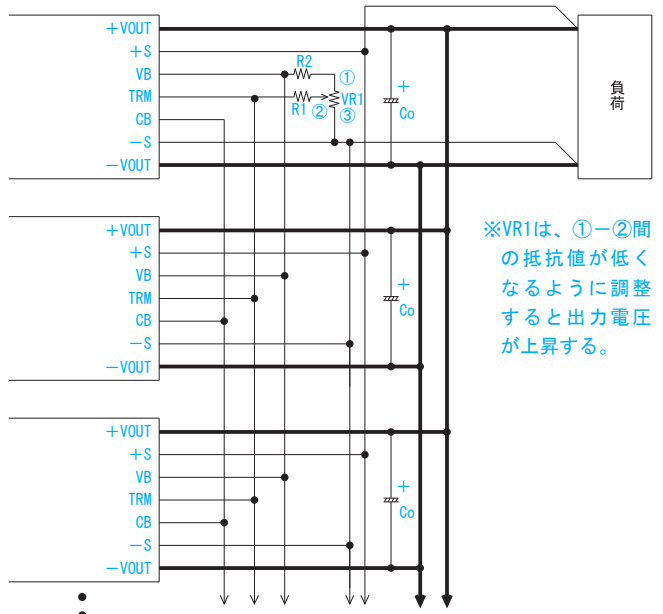 +VOUT
+S
VB
TRM
CB
−S
−VOUT
R2
①
R1
②
VR1
③
+
Co
負荷
+VOUT
+S
VB
TRM
CB
−S
−VOUT
+
Co
※VR1は、①−②間
の抵抗値が低く
なるように調整
すると出力電圧
が上昇する。
+VOUT
+S
VB
TRM
CB
−S
−VOUT
+
Co